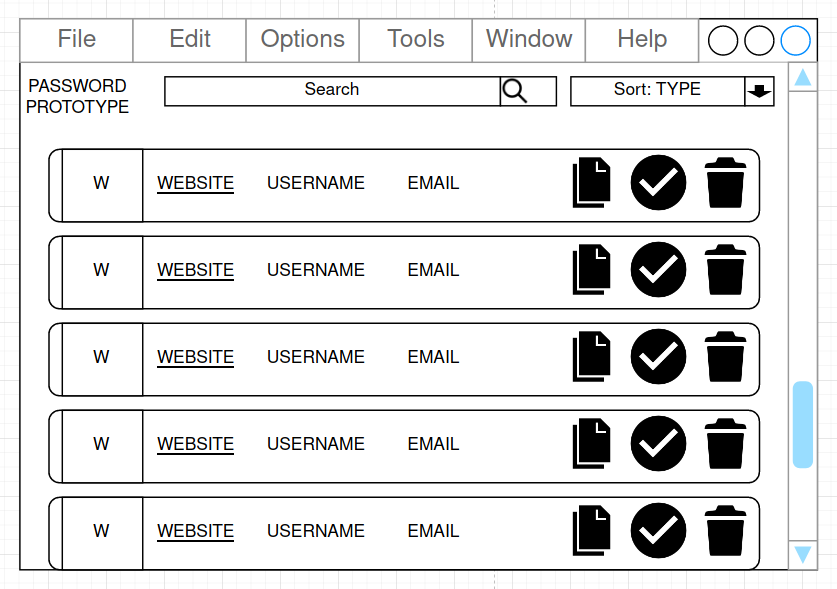 File Edit Options Tools Window Help
PASSWORD
PROTOTYPE
Search
Sort: TYPE
W WEBSITE USERNAME EMAIL
W WEBSITE USERNAME EMAIL
W WEBSITE USERNAME EMAIL
W WEBSITE USERNAME EMAIL
W WEBSITE USERNAME EMAIL